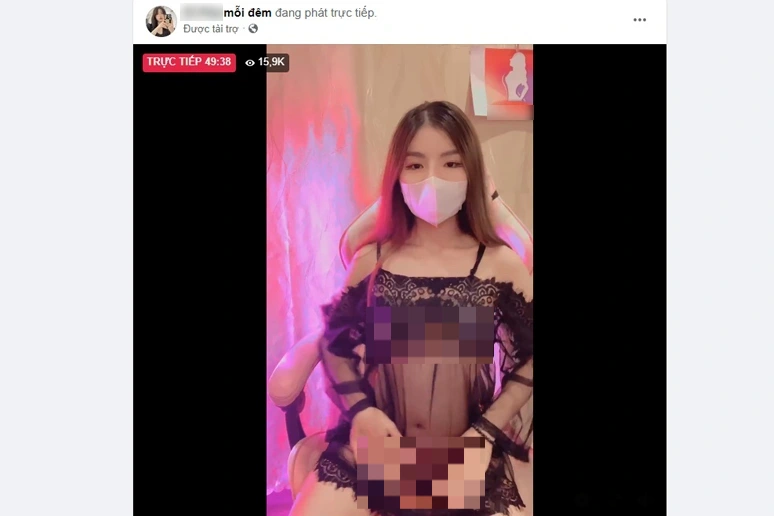 mỗi đêm đang phát trực tiếp.
Được tài trợ ·
TRỰC TIẾP 49:38 15,9K